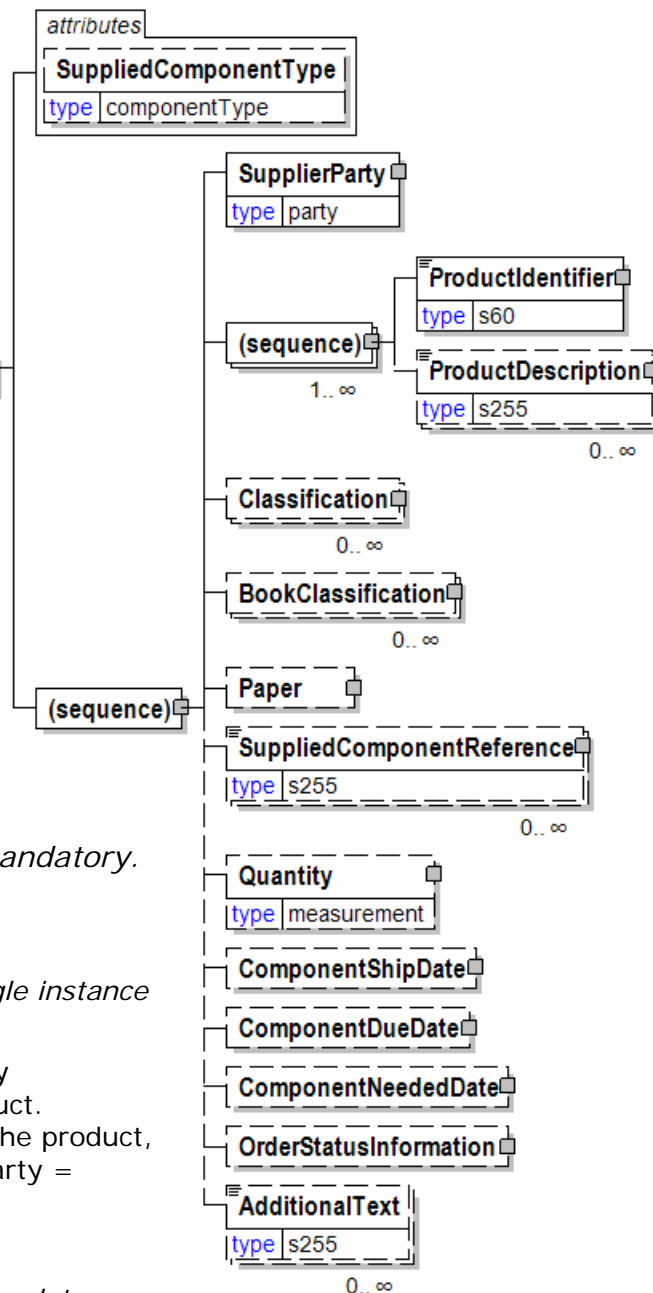 attributes
SuppliedComponentType
type componentType
SupplierParty
type party
(sequence)
1.. ∞
ProductIdentifier
type s60
ProductDescription
type s255
0.. ∞
Classification
0.. ∞
BookClassification
0.. ∞
(sequence)
Paper
SuppliedComponentReference
type s255
0.. ∞
Quantity
type measurement
ComponentShipDate
ComponentDueDate
ComponentNeededDate
OrderStatusInformation
AdditionalText
type s255
0.. ∞
andatory.
gle instance
y
uct.
he product,
arty =